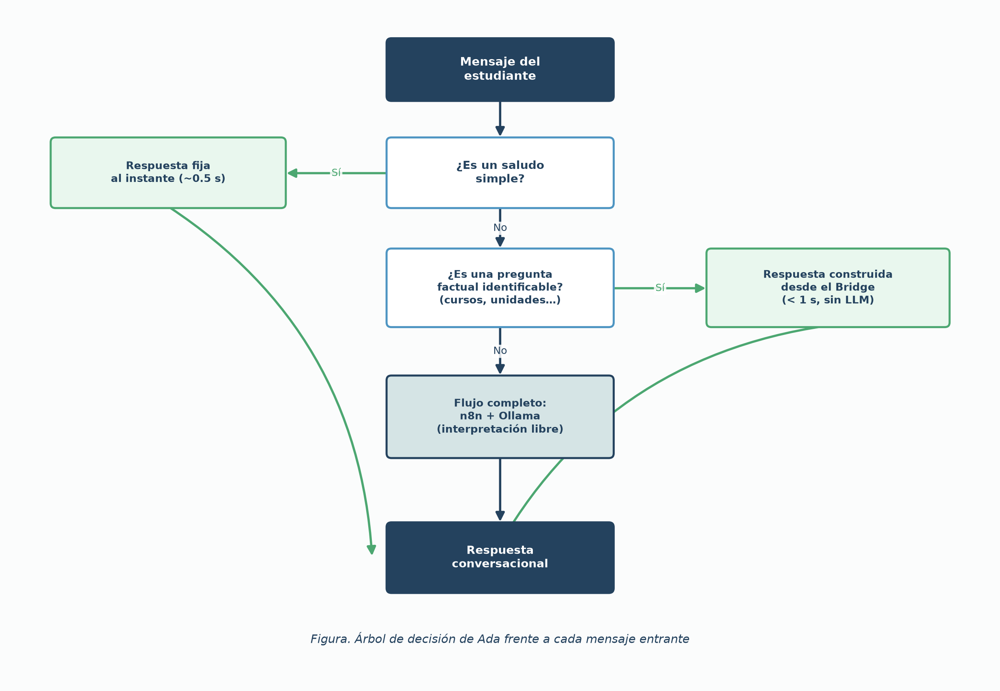 Mensaje del
estudiante
Respuesta fija
al instante (~0.5 s)
Sí
¿Es un saludo
simple?
No
¿Es una pregunta
factual identificable?
(cursos, unidades…)
Sí
Respuesta construida
desde el Bridge
(< 1 s, sin LLM)
No
Flujo completo:
n8n + Ollama
(interpretación libre)
Respuesta
conversacional
Figura. Árbol de decisión de Ada frente a cada mensaje entrante